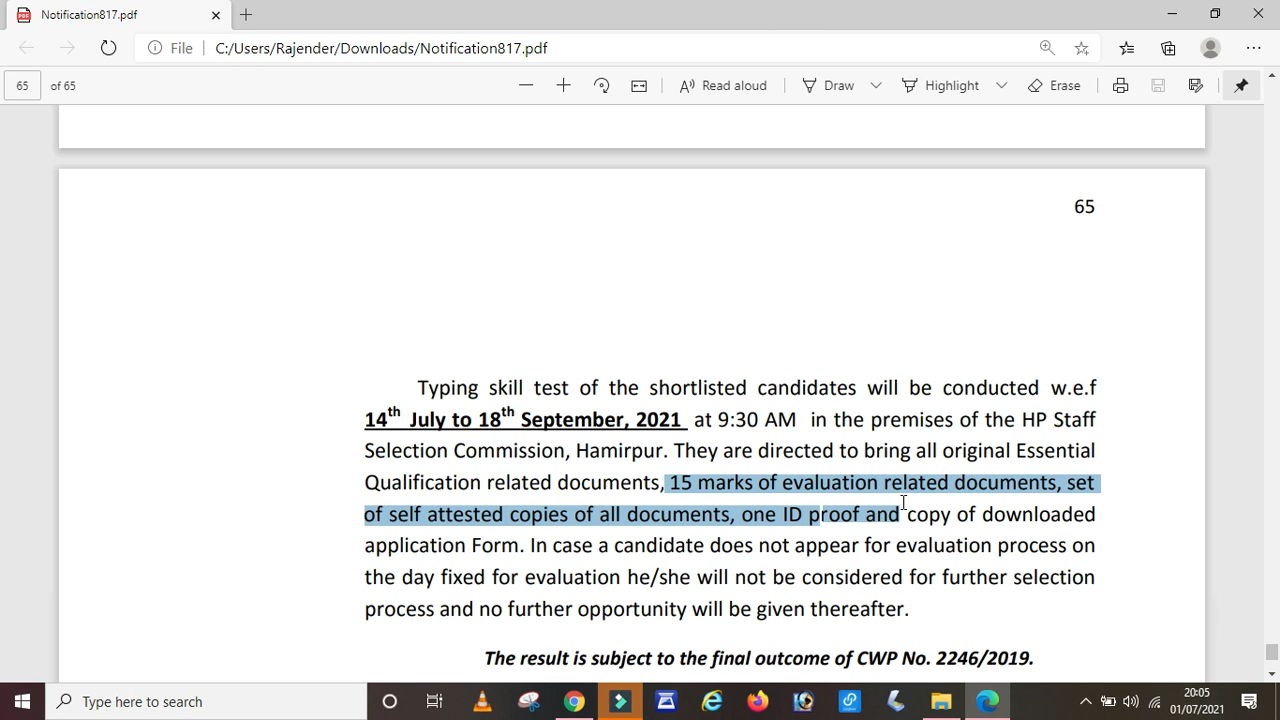 Notification817.pdf
File C:/Users/Rajender/Downloads/Notification817.pdf
65 of 65 Read aloud Draw Highlight Erase
65
Typing skill test of the shortlisted candidates will be conducted w.e.f
14th July to 18th September, 2021 at 9:30 AM in the premises of the HP Staff
Selection Commission, Hamirpur. They are directed to bring all original Essential
Qualification related documents, 15 marks of evaluation related documents, set
of self attested copies of all documents, one ID proof and copy of downloaded
application Form. In case a candidate does not appear for evaluation process on
the day fixed for evaluation he/she will not be considered for further selection
process and no further opportunity will be given thereafter.
The result is subject to the final outcome of CWP No. 2246/2019.
Type here to search
20:05
01/07/2021